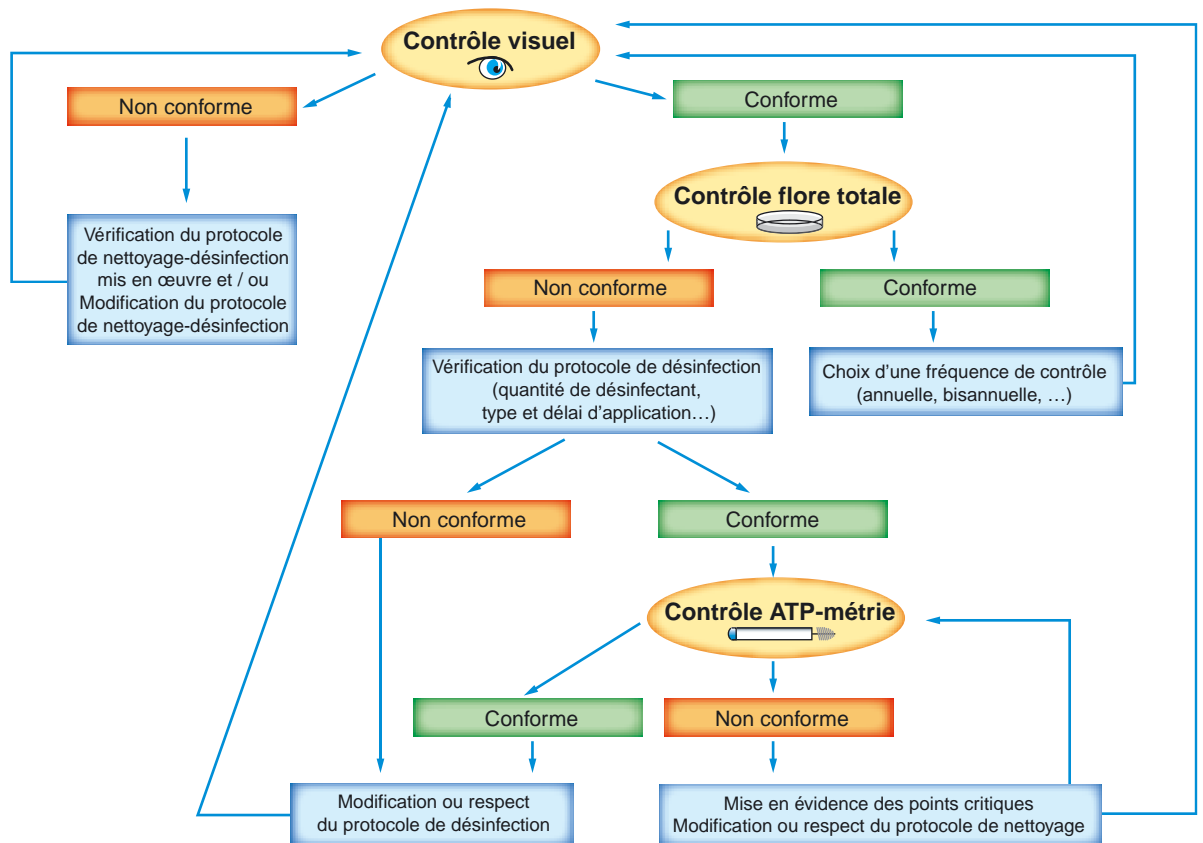 Contrôle visuel
Non conforme
Conforme
Contrôle flore totale
Vérification du protocole
de nettoyage-désinfection
mis en œuvre et / ou
Modification du protocole
de nettoyage-désinfection
Non conforme
Conforme
Vérification du protocole de désinfection
(quantité de désinfectant,
type et délai d'application…)
Choix d'une fréquence de contrôle
(annuelle, bisannuelle, …)
Non conforme
Conforme
Contrôle ATP-métrie
Conforme
Non conforme
Modification ou respect
du protocole de désinfection
Mise en évidence des points critiques
Modification ou respect du protocole de nettoyage